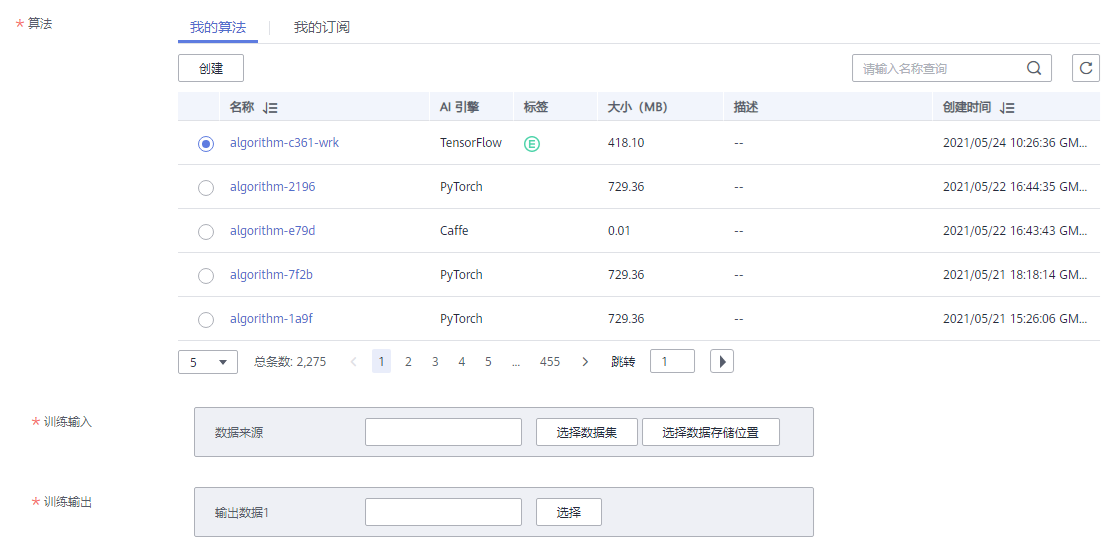 * 算法
我的算法 我的订阅
创建 请输入名称查询
名称 AI 引擎 标签 大小（MB） 描述 创建时间
algorithm-c361-wrk TensorFlow E 418.10 -- 2021/05/24 10:26:36 GM...
algorithm-2196 PyTorch 729.36 -- 2021/05/22 16:44:35 GM...
algorithm-e79d Caffe 0.01 -- 2021/05/22 16:43:43 GM...
algorithm-7f2b PyTorch 729.36 -- 2021/05/21 18:18:14 GM...
algorithm-1a9f PyTorch 729.36 -- 2021/05/21 15:26:06 GM...
5 总条数: 2,275 < 1 2 3 4 5 ... 455 > 跳转 1
* 训练输入 数据来源 选择数据集 选择数据存储位置
* 训练输出 输出数据1 选择